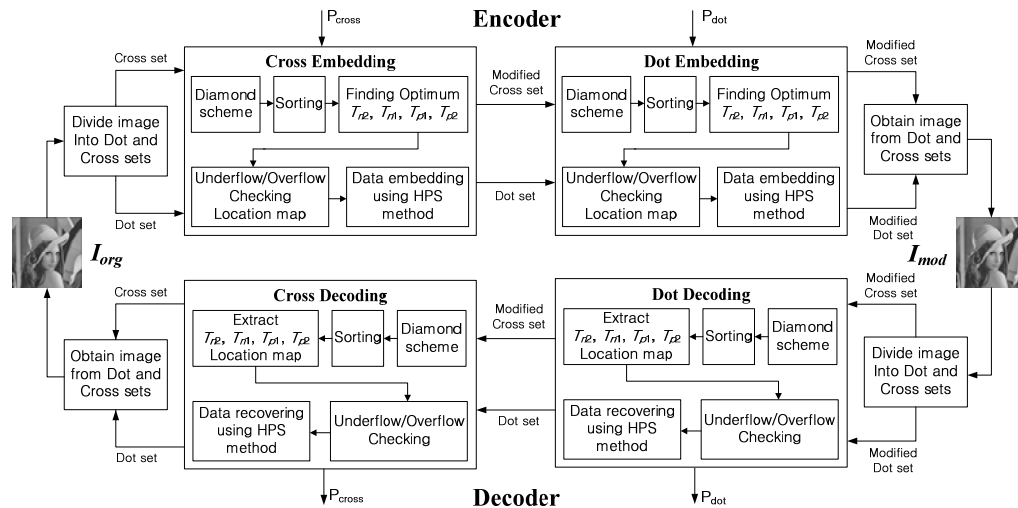 P_cross
Encoder
P_dot
Cross set
Cross Embedding
Diamond
scheme
Sorting
Finding Optimum
T_n2, T_n1, T_p1, T_p2
Underflow/Overflow
Checking
Location map
Data embedding
using HPS
method
Divide image
Into Dot and
Cross sets
Dot set
Modified
Cross set
Dot set
Dot Embedding
Diamond
scheme
Sorting
Finding Optimum
T_n2, T_n1, T_p1, T_p2
Underflow/Overflow
Checking
Location map
Data embedding
using HPS
method
Modified
Cross set
Obtain image
from Dot and
Cross sets
Modified
Dot set
I_org
I_mod
Cross set
Obtain image
from Dot and
Cross sets
Dot set
Cross Decoding
Extract
T_n2, T_n1, T_p1, T_p2
Location map
Sorting
Diamond
scheme
Data recovering
using HPS
method
Underflow/Overflow
Checking
Modified
Cross set
Dot set
Dot Decoding
Extract
T_n2, T_n1, T_p1, T_p2
Location map
Sorting
Diamond
scheme
Data recovering
using HPS
method
Underflow/Overflow
Checking
Modified
Cross set
Divide image
Into Dot and
Cross sets
Modified
Dot set
P_cross
Decoder
P_dot